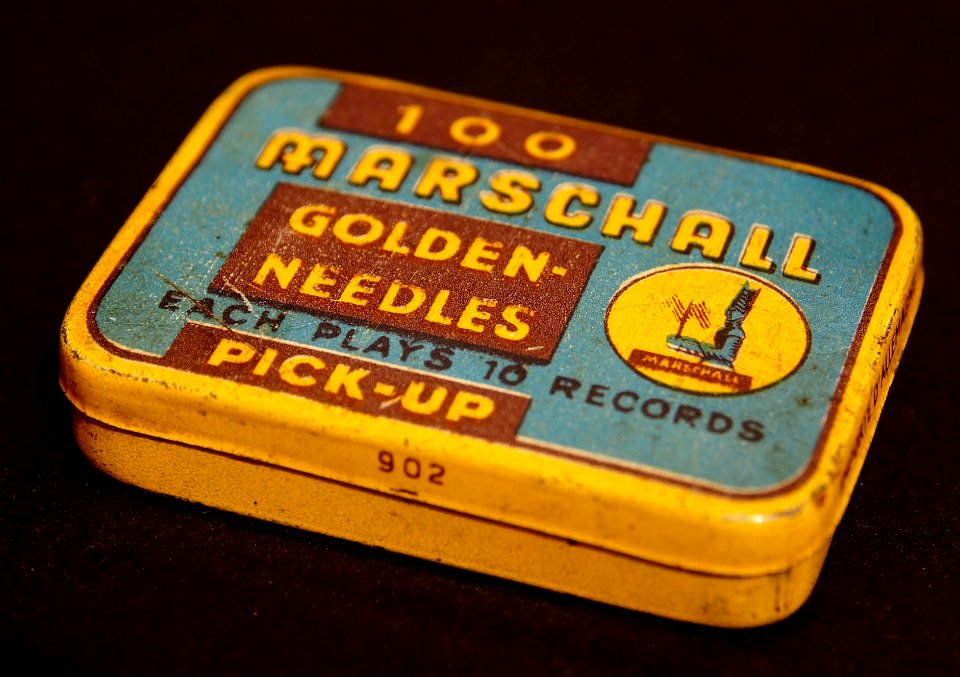 100
MARSCHALL
GOLDEN-
NEEDLES
MARSCHALL
EACH PLAYS 10 RECORDS
PICK-UP
902